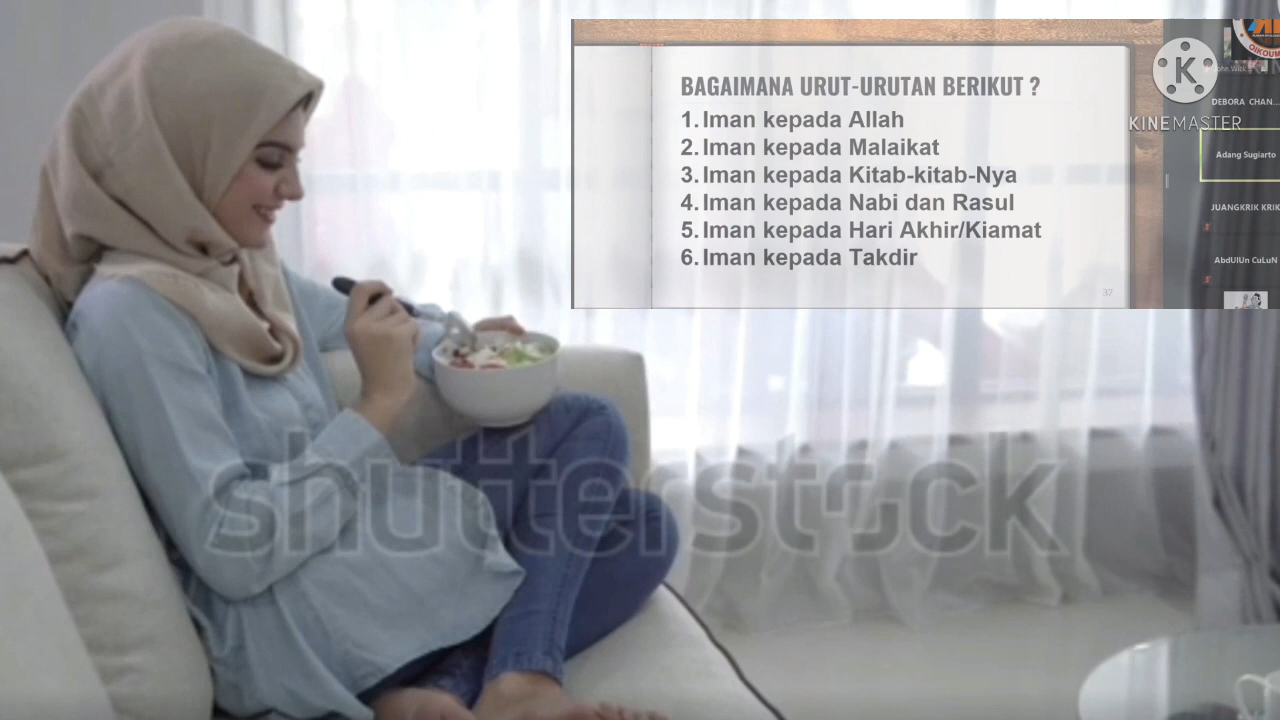 BAGAIMANA URUT-URUTAN BERIKUT ?
1. Iman kepada Allah
2. Iman kepada Malaikat
3. Iman kepada Kitab-kitab-Nya
4. Iman kepada Nabi dan Rasul
5. Iman kepada Hari Akhir/Kiamat
6. Iman kepada Takdir
37
K
KINEMASTER
DEBORA CHAN...
Adang Sugiarto
JUANGKRIK KRIK
AbdUlUn CuLuN
shutterstock